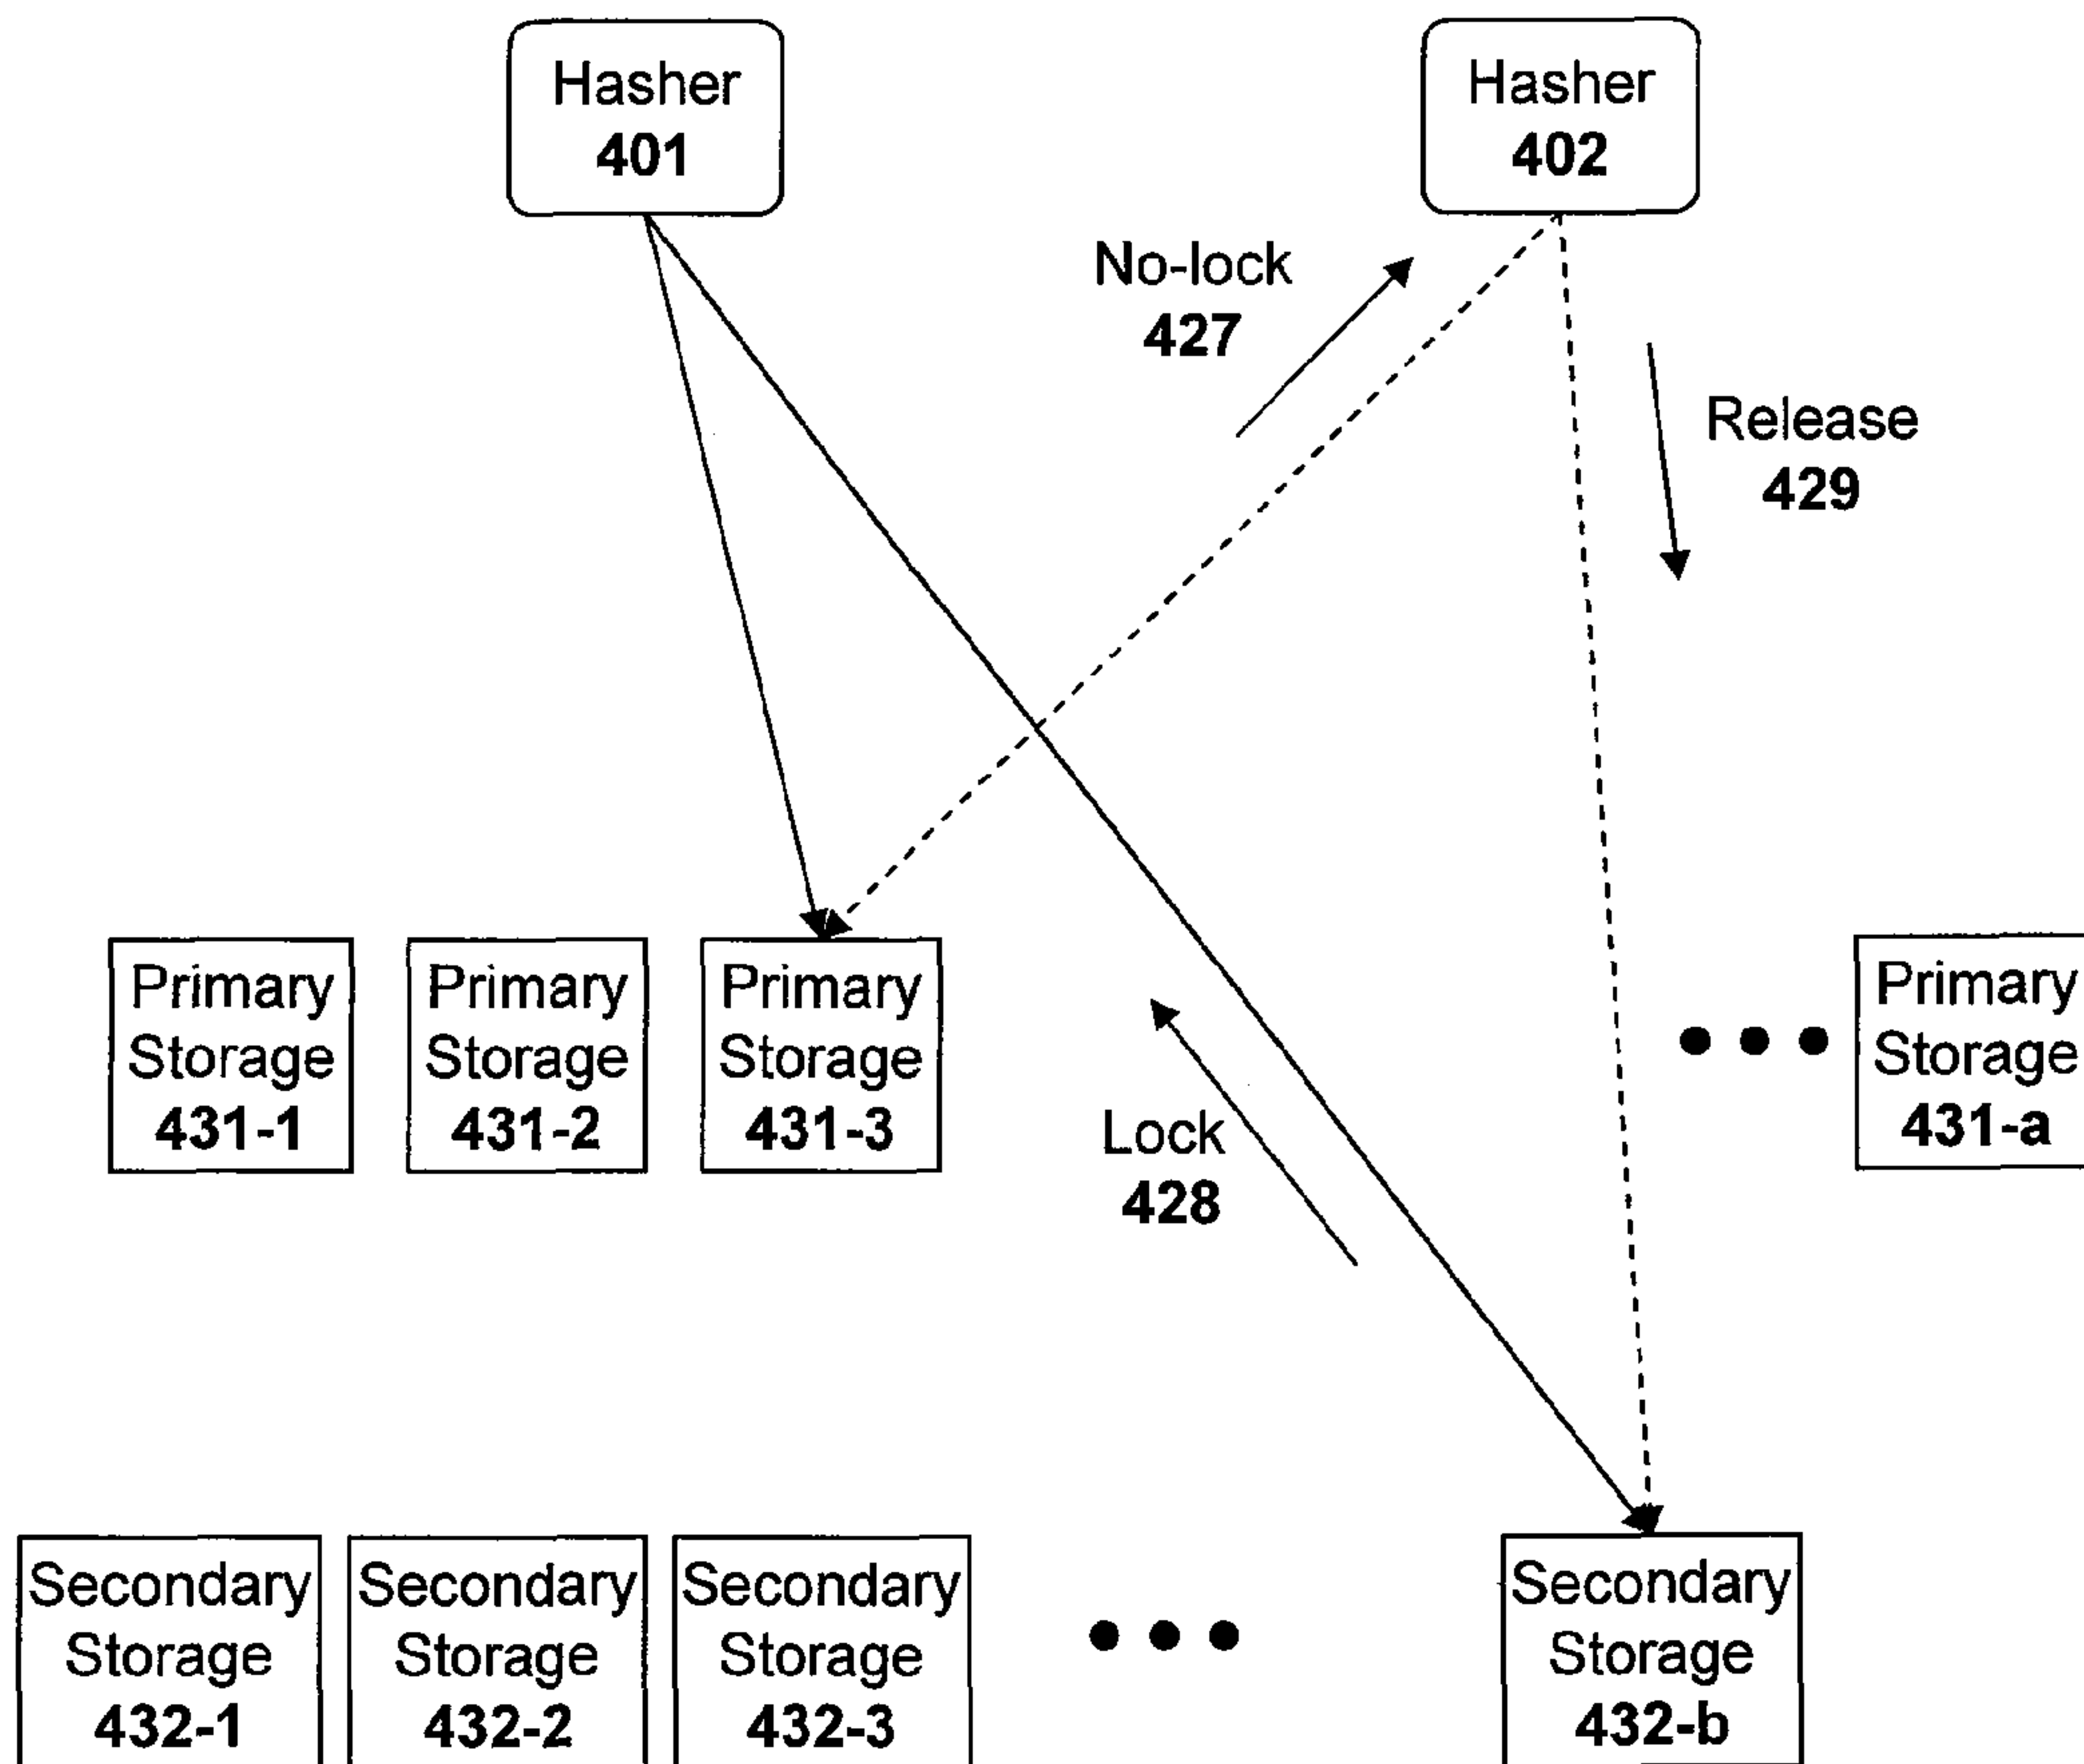 Hasher
401
Hasher
402
No-lock
427
Release
429
Primary
Storage
431-1
Primary
Storage
431-2
Primary
Storage
431-3
Primary
Storage
431-a
Lock
428
Secondary
Storage
432-1
Secondary
Storage
432-2
Secondary
Storage
432-3
Secondary
Storage
432-b